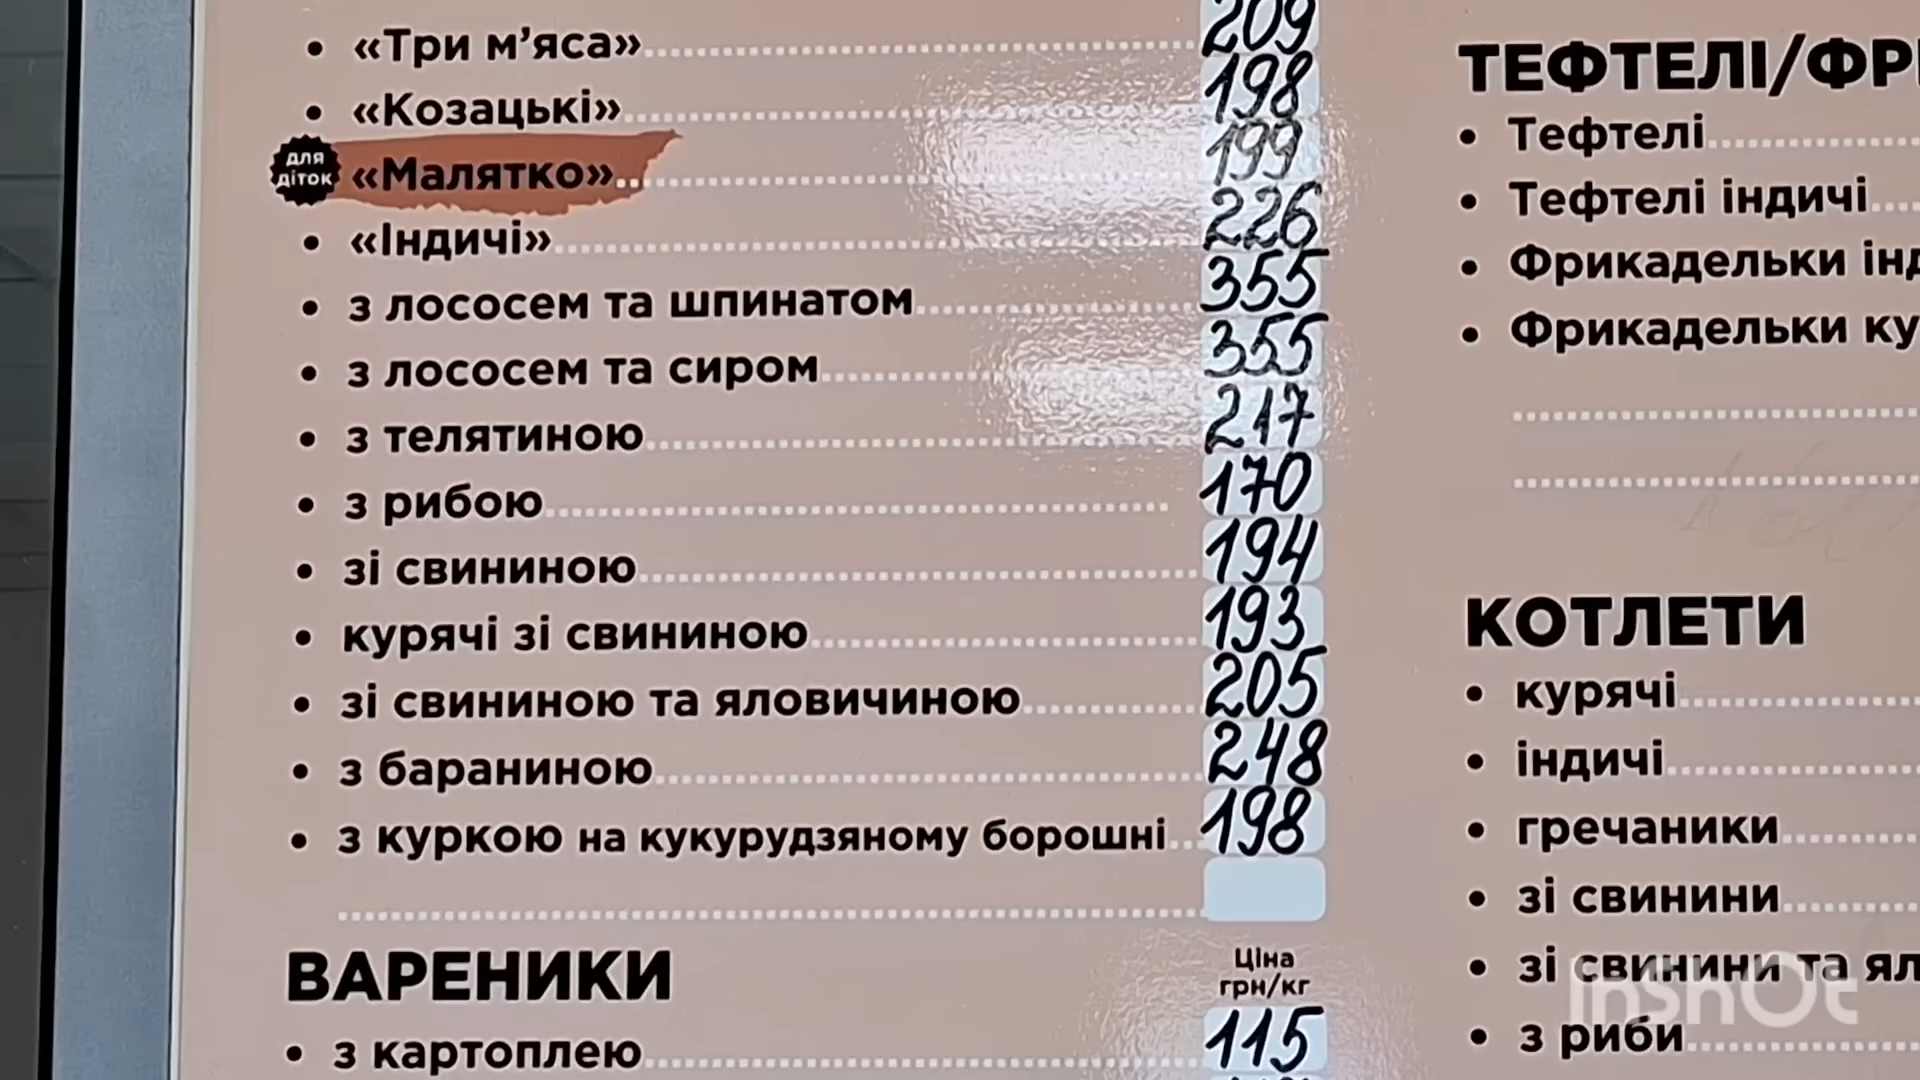 • «Три м’яса» 209
• «Козацькі» 198
для діток «Малятко» 199
• «Індичі» 226
• з лососем та шпинатом 355
• з лососем та сиром 355
• з телятиною 217
• з рибою 170
• зі свининою 194
• курячі зі свининою 193
• зі свининою та яловичиною 205
• з бараниною 248
• з куркою на кукурудзяному борошні 198
ВАРЕНИКИ Ціна грн/кг
• з картоплею 115
ТЕФТЕЛІ/ФР
• Тефтелі
• Тефтелі індичі
• Фрикадельки інд
• Фрикадельки ку
КОТЛЕТИ
• курячі
• індичі
• гречаники
• зі свинини
• зі свинини та ял
• з риби
InShOt